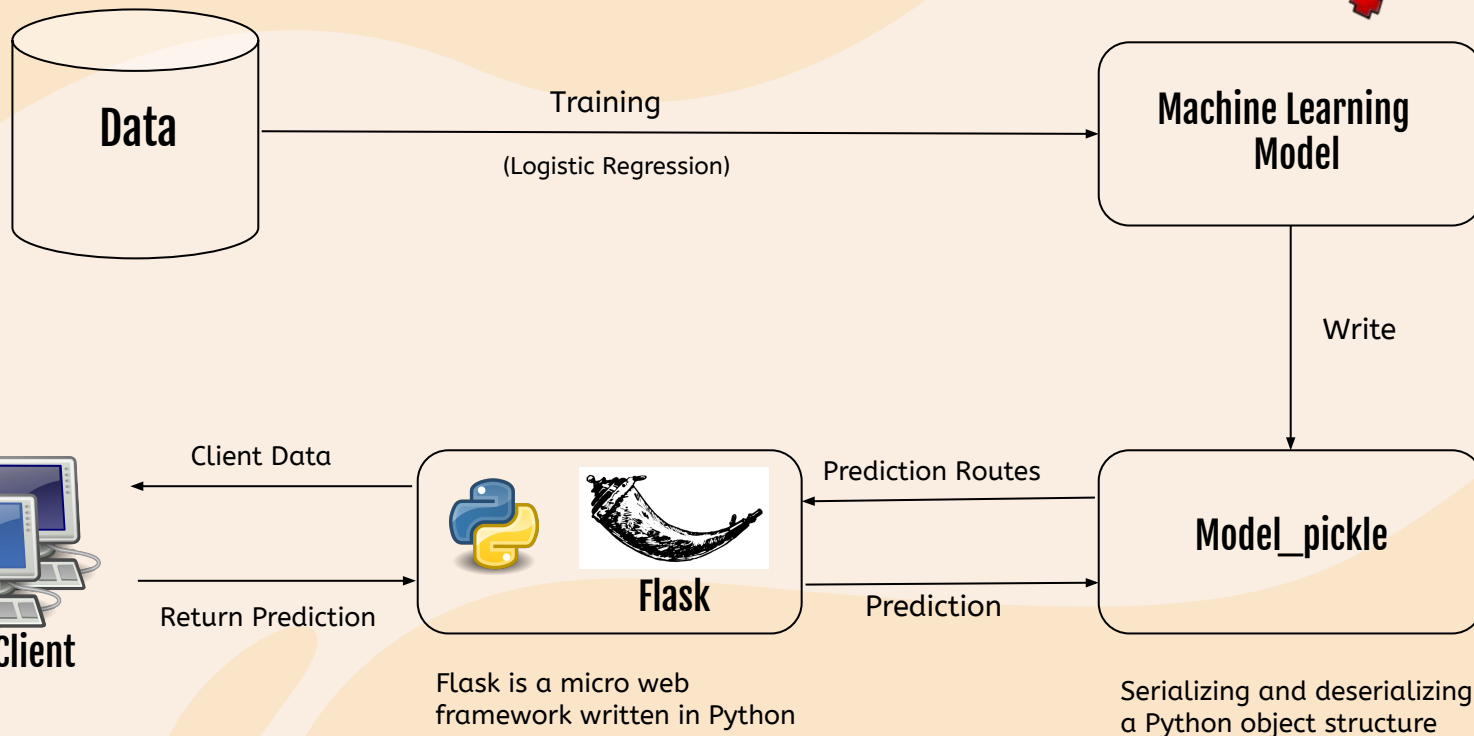 Data
Training
(Logistic Regression)
Machine Learning
Model
Write
Client Data
Prediction Routes
Model_pickle
Flask
Return Prediction
Prediction
Client
Flask is a micro web
framework written in Python
Serializing and deserializing
a Python object structure